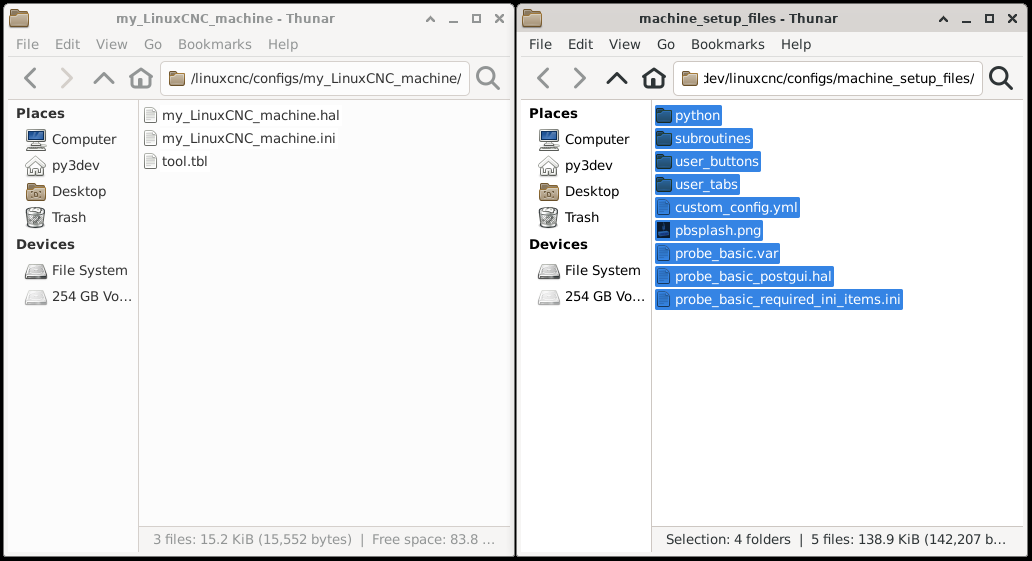 my_LinuxCNC_machine - Thunar
File Edit View Go Bookmarks Help
/linuxcnc/configs/my_LinuxCNC_machine/
Places
Computer
py3dev
Desktop
Trash
Devices
File System
254 GB Vo...
my_LinuxCNC_machine.hal
my_LinuxCNC_machine.ini
tool.tbl
3 files: 15.2 KiB (15,552 bytes) | Free space: 83.8 ...
machine_setup_files - Thunar
File Edit View Go Bookmarks Help
dev/linuxcnc/configs/machine_setup_files/
Places
Computer
py3dev
Desktop
Trash
Devices
File System
254 GB Vo...
python
subroutines
user_buttons
user_tabs
custom_config.yml
pbsplash.png
probe_basic.var
probe_basic_postgui.hal
probe_basic_required_ini_items.ini
Selection: 4 folders | 5 files: 138.9 KiB (142,207 b...